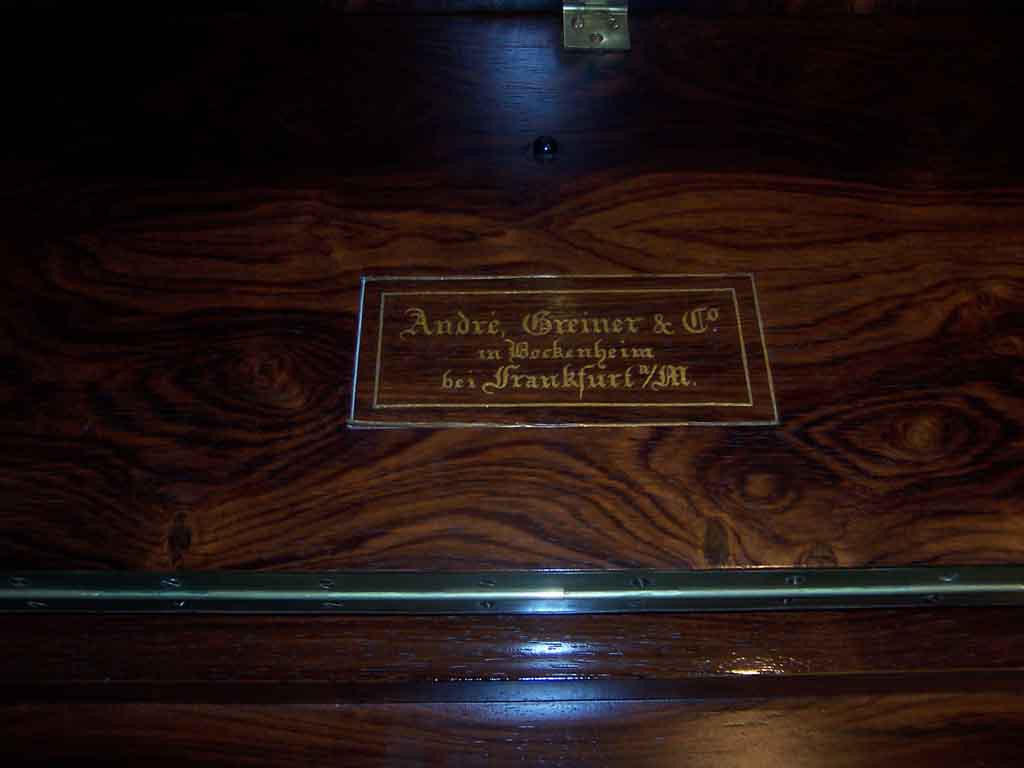 André, Greiner & Cº
in Bockenheim
bei Frankfurt a/M.